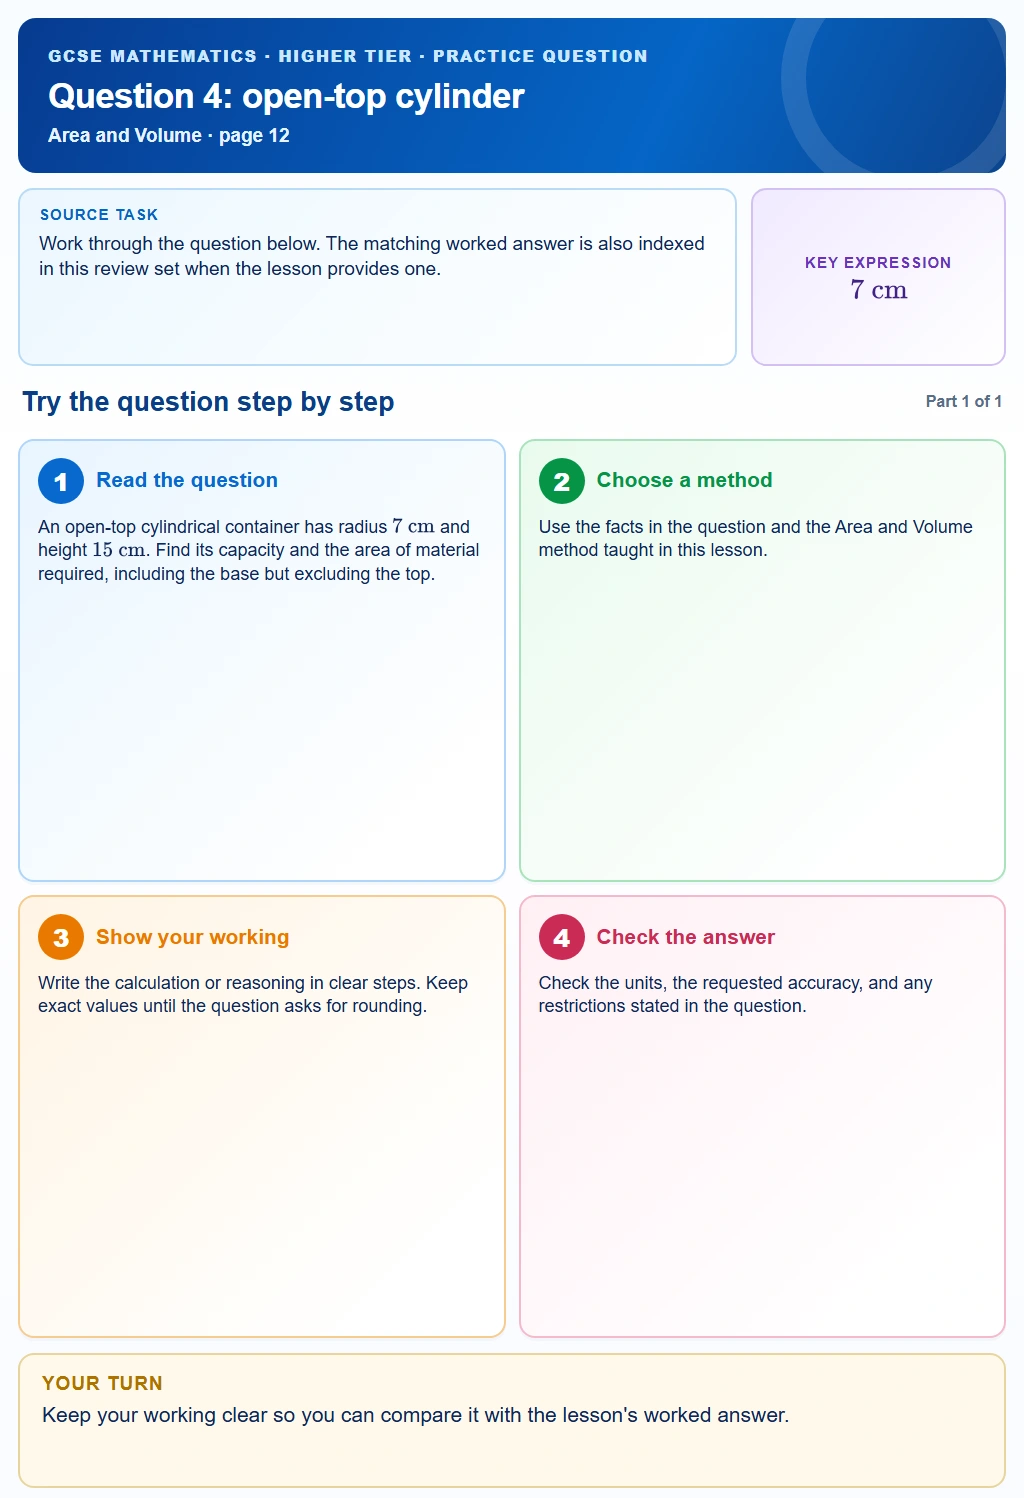 GCSE MATHEMATICS · HIGHER TIER · PRACTICE QUESTION
Question 4: open-top cylinder
Area and Volume · page 12
SOURCE TASK
Work through the question below. The matching worked answer is also indexed
in this review set when the lesson provides one.
KEY EXPRESSION
7 cm
Try the question step by step
Part 1 of 1
1 Read the question
An open-top cylindrical container has radius 7 cm and
height 15 cm. Find its capacity and the area of material
required, including the base but excluding the top.
2 Choose a method
Use the facts in the question and the Area and Volume
method taught in this lesson.
3 Show your working
Write the calculation or reasoning in clear steps. Keep
exact values until the question asks for rounding.
4 Check the answer
Check the units, the requested accuracy, and any
restrictions stated in the question.
YOUR TURN
Keep your working clear so you can compare it with the lesson's worked answer.